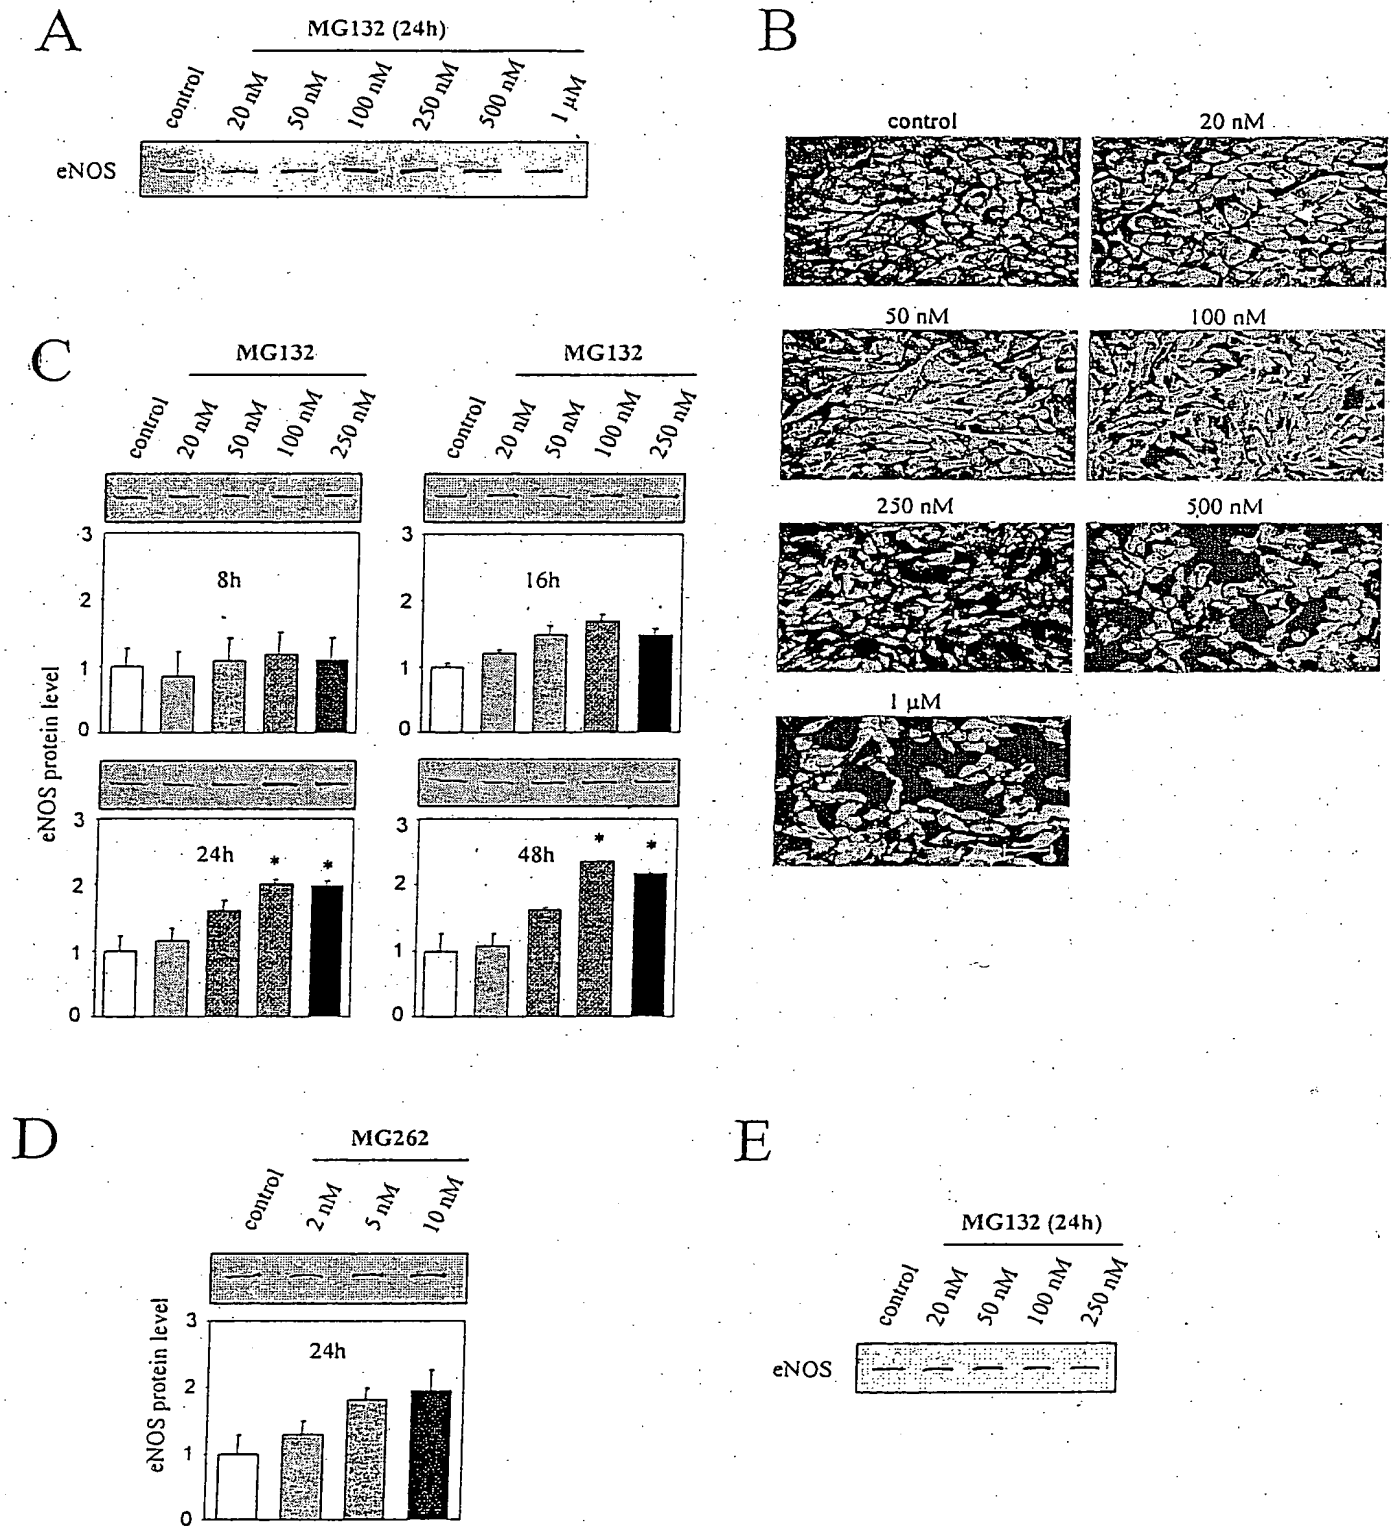 A
MG132 (24h)
control 20 nM 50 nM 100 nM 250 nM 500 nM 1 µM
eNOS
B
control 20 nM
50 nM 100 nM
250 nM 500 nM
1 µM
C
MG132 MG132
control 20 nM 50 nM 100 nM 250 nM control 20 nM 50 nM 100 nM 250 nM
eNOS protein level
3
2
1
0
8h
3
2
1
0
16h
3
2
1
0
24h
* *
3
2
1
0
48h
* *
D
MG262
control 2 nM 5 nM 10 nM
eNOS protein level
3
2
1
0
24h
E
MG132 (24h)
control 20 nM 50 nM 100 nM 250 nM
eNOS